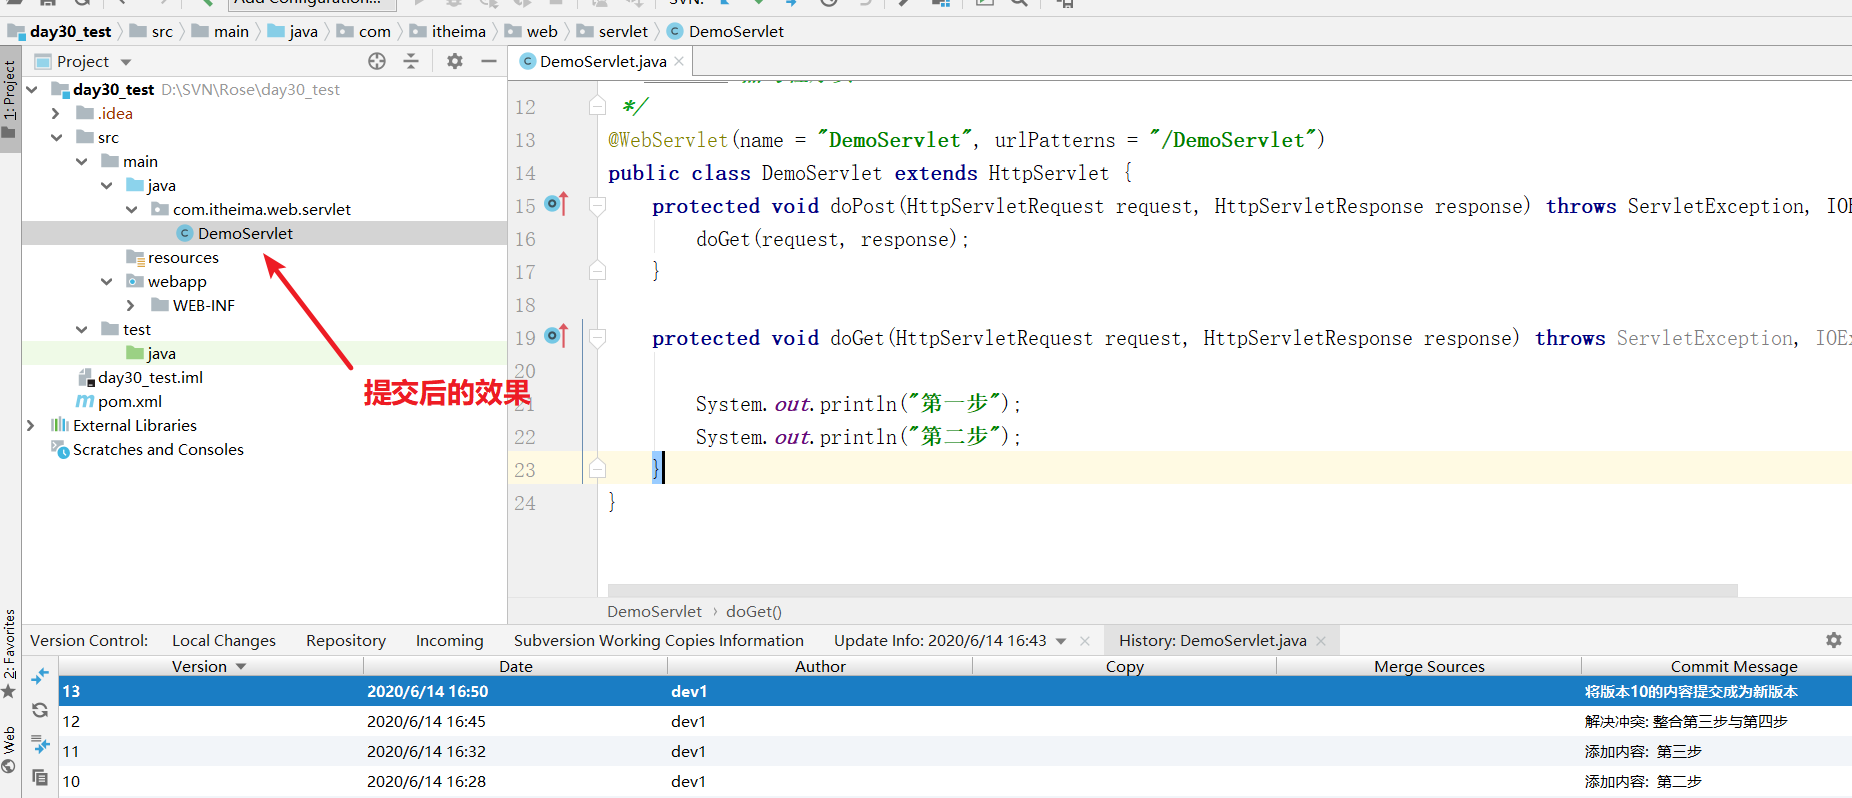 Add Configuration...
SVN:
day30_test src main java com itheima web servlet DemoServlet
1: Project
Project
DemoServlet.java
day30_test D:\SVN\Rose\day30_test
.idea
src
main
java
com.itheima.web.servlet
DemoServlet
resources
webapp
WEB-INF
test
java
day30_test.iml
pom.xml
External Libraries
Scratches and Consoles
提交后的效果
12 */
13 @WebServlet(name = "DemoServlet", urlPatterns = "/DemoServlet")
14 public class DemoServlet extends HttpServlet {
15 protected void doPost(HttpServletRequest request, HttpServletResponse response) throws ServletException, IOE
16 doGet(request, response);
17 }
18
19 protected void doGet(HttpServletRequest request, HttpServletResponse response) throws ServletException, IOEx
20
21 System.out.println("第一步");
22 System.out.println("第二步");
23 }
24 }
DemoServlet › doGet()
2: Favorites
Web
Version Control: Local Changes Repository Incoming Subversion Working Copies Information Update Info: 2020/6/14 16:43 History: DemoServlet.java
Version Date Author Copy Merge Sources Commit Message
13 2020/6/14 16:50 dev1 将版本10的内容提交成为新版本
12 2020/6/14 16:45 dev1 解决冲突: 整合第三步与第四步
11 2020/6/14 16:32 dev1 添加内容: 第三步
10 2020/6/14 16:28 dev1 添加内容: 第二步